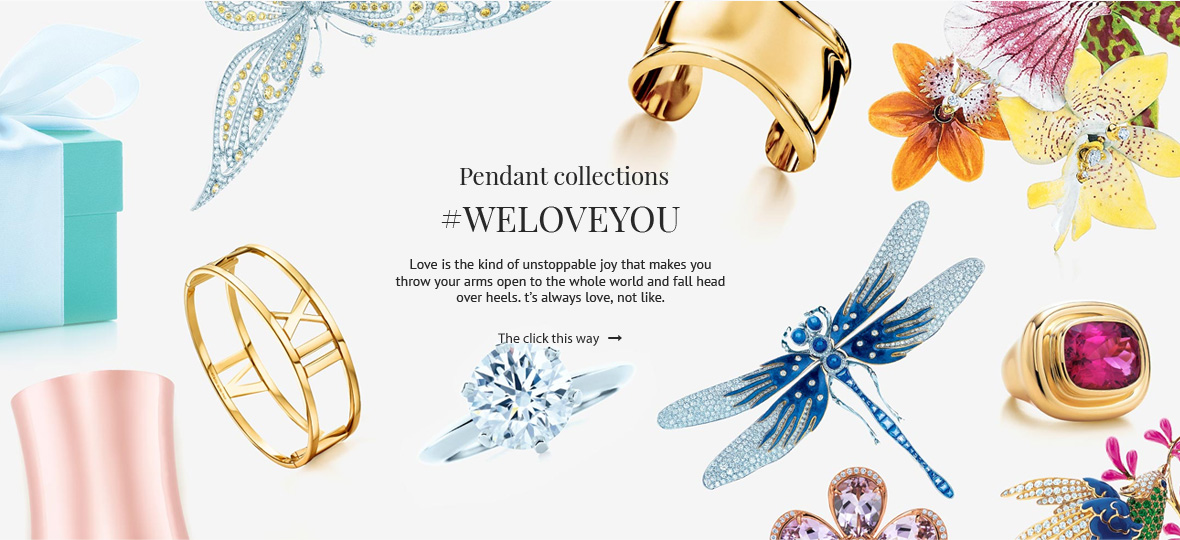 Pendant collections
#WELOVEYOU
Love is the kind of unstoppable joy that makes you
throw your arms open to the whole world and fall head
over heels. t's always love, not like.
The click this way →
XII